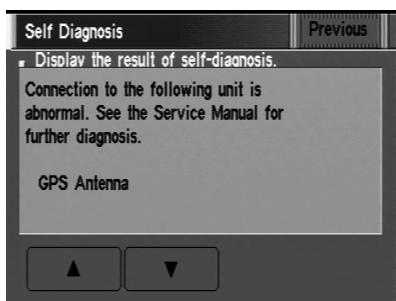 Self Diagnosis
Previous
Display the result of self-diagnosis.
Connection to the following unit is
abnormal. See the Service Manual for
further diagnosis.
GPS Antenna